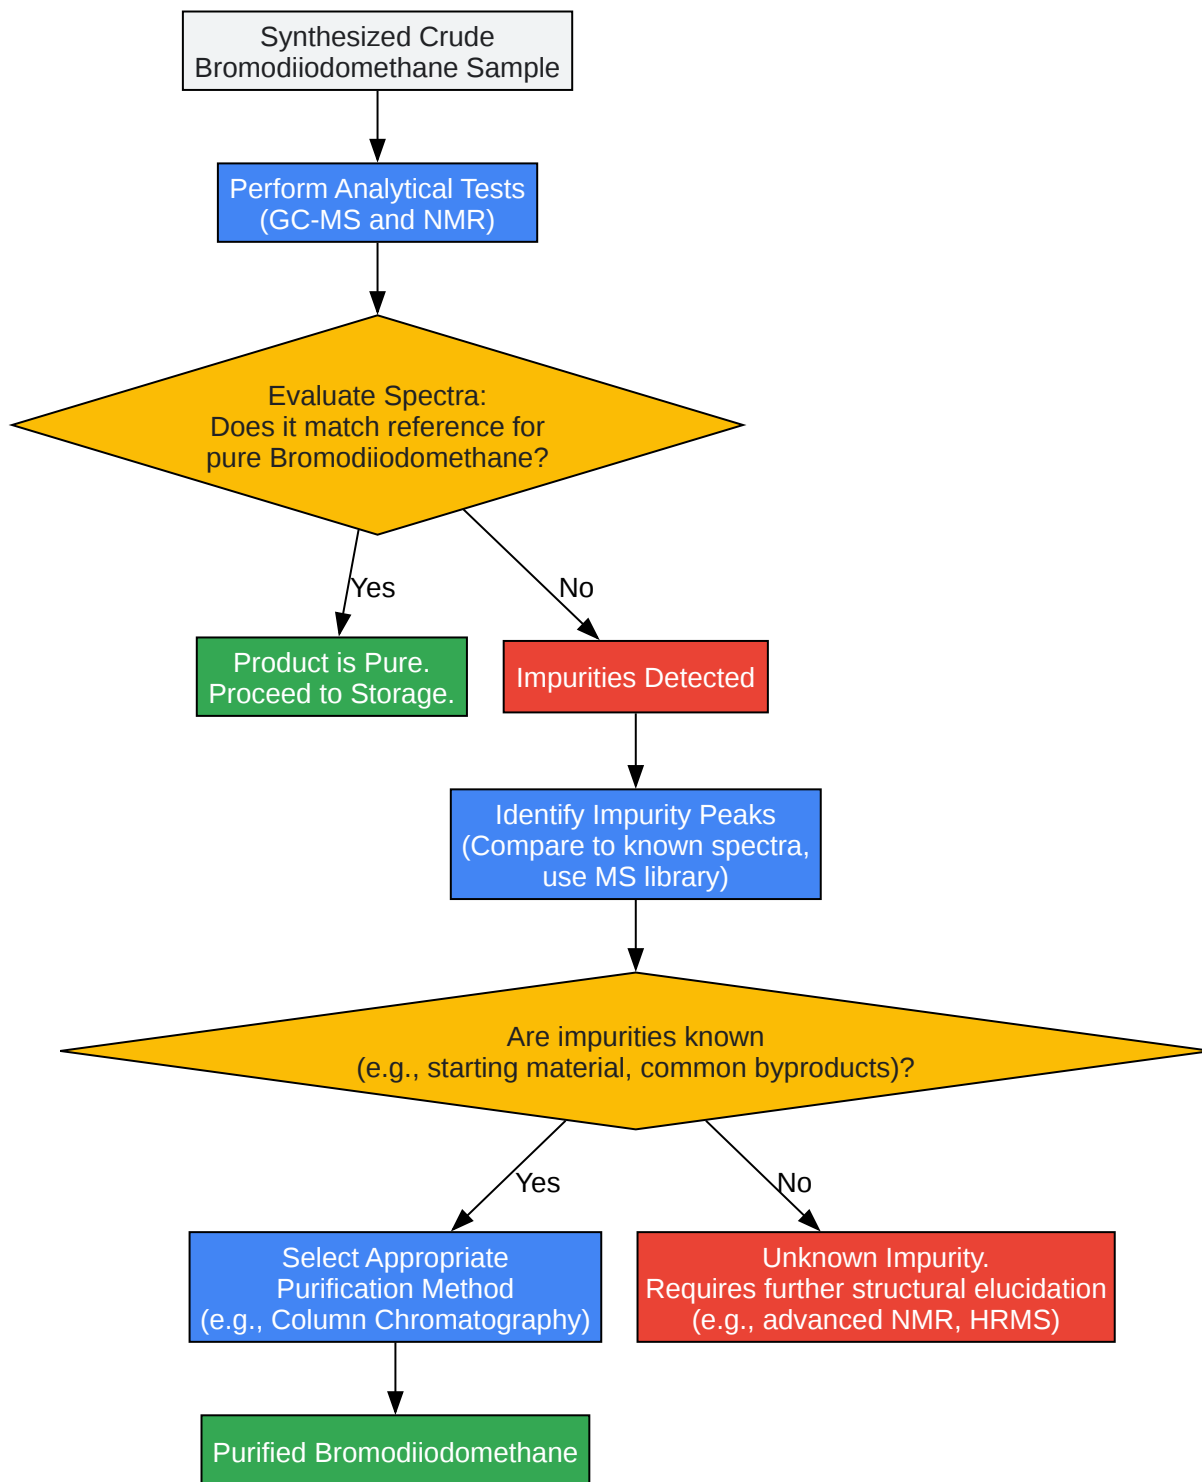 Synthesized Crude
Bromodiiodomethane Sample
Perform Analytical Tests
(GC-MS and NMR)
Evaluate Spectra:
Does it match reference for
pure Bromodiiodomethane?
Yes
No
Product is Pure.
Proceed to Storage.
Impurities Detected
Identify Impurity Peaks
(Compare to known spectra,
use MS library)
Are impurities known
(e.g., starting material, common byproducts)?
Yes
No
Select Appropriate
Purification Method
(e.g., Column Chromatography)
Unknown Impurity.
Requires further structural elucidation
(e.g., advanced NMR, HRMS)
Purified Bromodiiodomethane